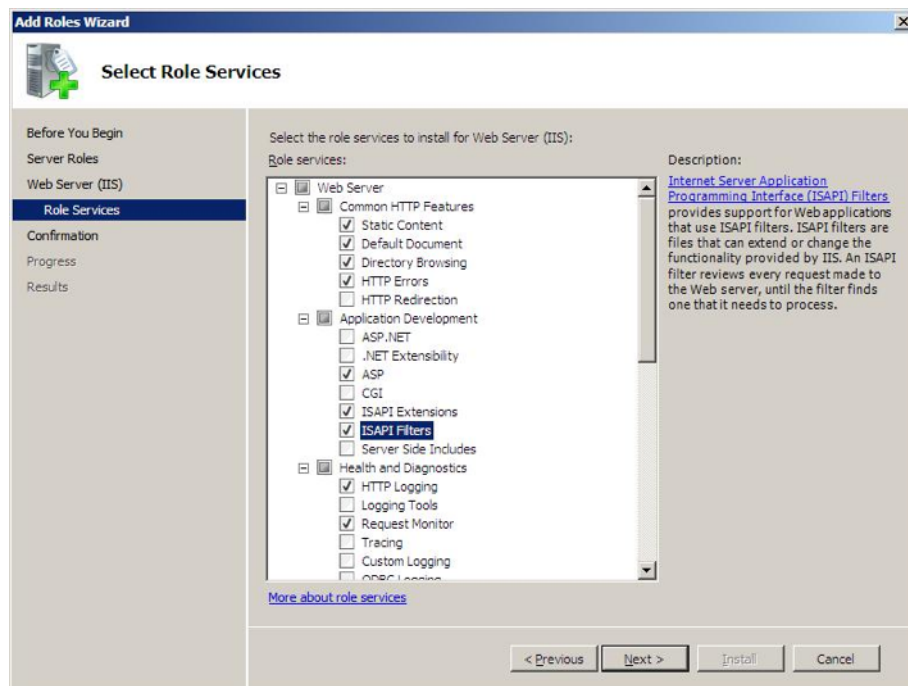 Add Roles Wizard
Select Role Services
Before You Begin
Server Roles
Web Server (IIS)
Role Services
Confirmation
Progress
Results
Select the role services to install for Web Server (IIS):
Role services:
Web Server
Common HTTP Features
Static Content
Default Document
Directory Browsing
HTTP Errors
HTTP Redirection
Application Development
ASP.NET
.NET Extensibility
ASP
CGI
ISAPI Extensions
ISAPI Filters
Server Side Includes
Health and Diagnostics
HTTP Logging
Logging Tools
Request Monitor
Tracing
Custom Logging
ODBC Logging
More about role services
Description:
Internet Server Application
Programming Interface (ISAPI) Filters
provides support for Web applications
that use ISAPI filters. ISAPI filters are
files that can extend or change the
functionality provided by IIS. An ISAPI
filter reviews every request made to
the Web server, until the filter finds
one that it needs to process.
< Previous
Next >
Install
Cancel